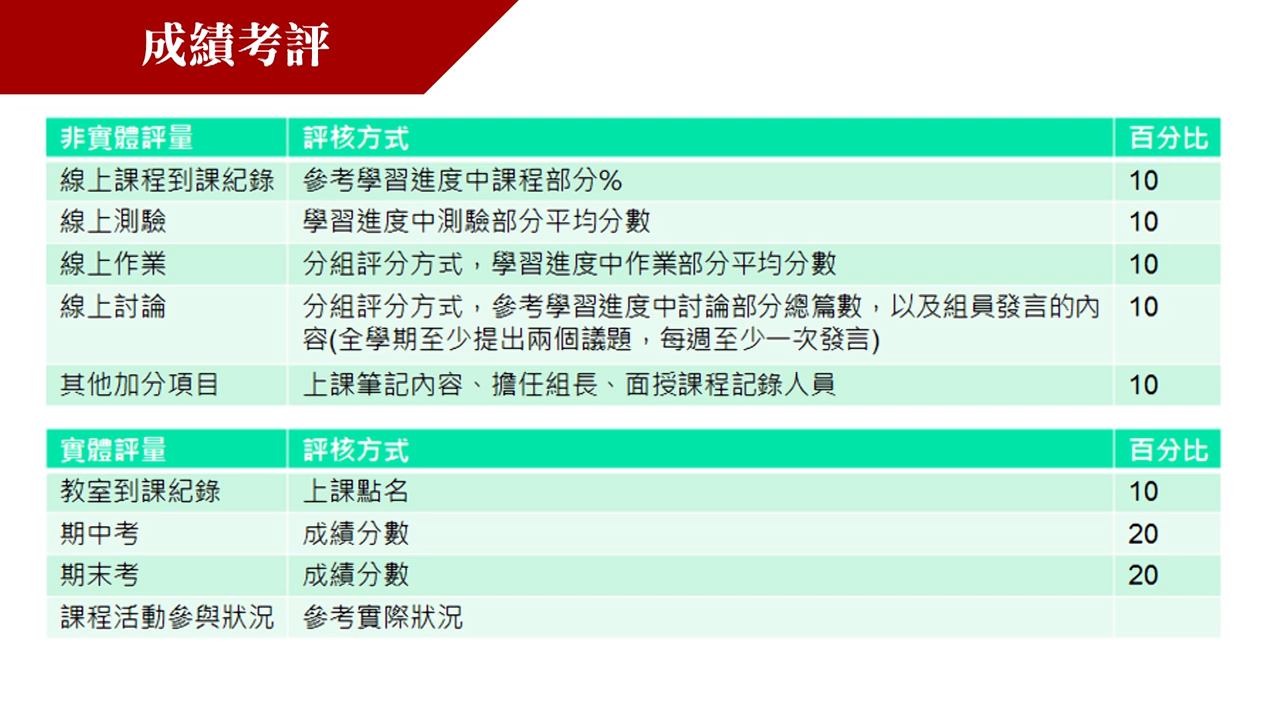 成績考評
非實體評量 評核方式 百分比
線上課程到課紀錄 參考學習進度中課程部分% 10
線上測驗 學習進度中測驗部分平均分數 10
線上作業 分組評分方式，學習進度中作業部分平均分數 10
線上討論 分組評分方式，參考學習進度中討論部分總篇數，以及組員發言的內 10
容(全學期至少提出兩個議題，每週至少一次發言)
其他加分項目 上課筆記內容、擔任組長、面授課程記錄人員 10
實體評量 評核方式 百分比
教室到課紀錄 上課點名 10
期中考 成績分數 20
期末考 成績分數 20
課程活動參與狀況 參考實際狀況